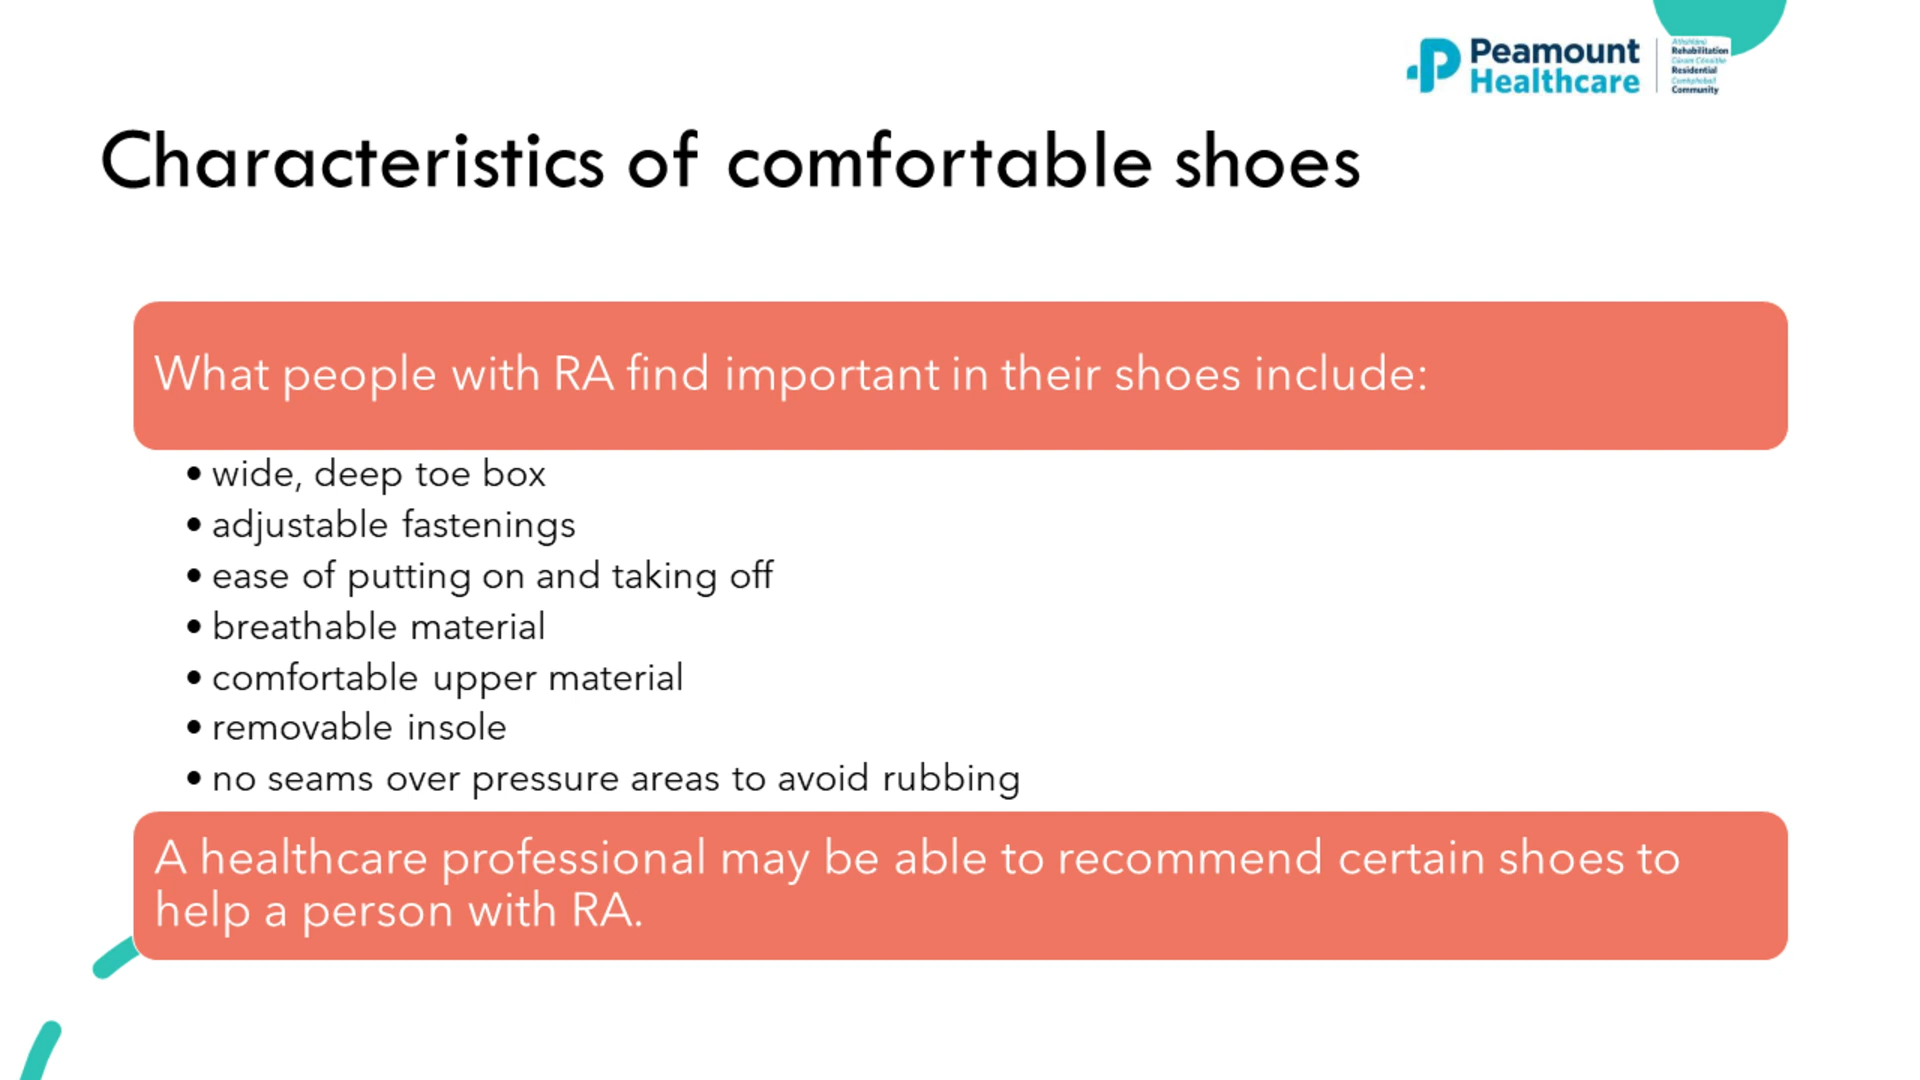 Peamount
Healthcare
Rehabilitation
Residential
Community
Characteristics of comfortable shoes
What people with RA find important in their shoes include:
• wide, deep toe box
• adjustable fastenings
• ease of putting on and taking off
• breathable material
• comfortable upper material
• removable insole
• no seams over pressure areas to avoid rubbing
A healthcare professional may be able to recommend certain shoes to
help a person with RA.